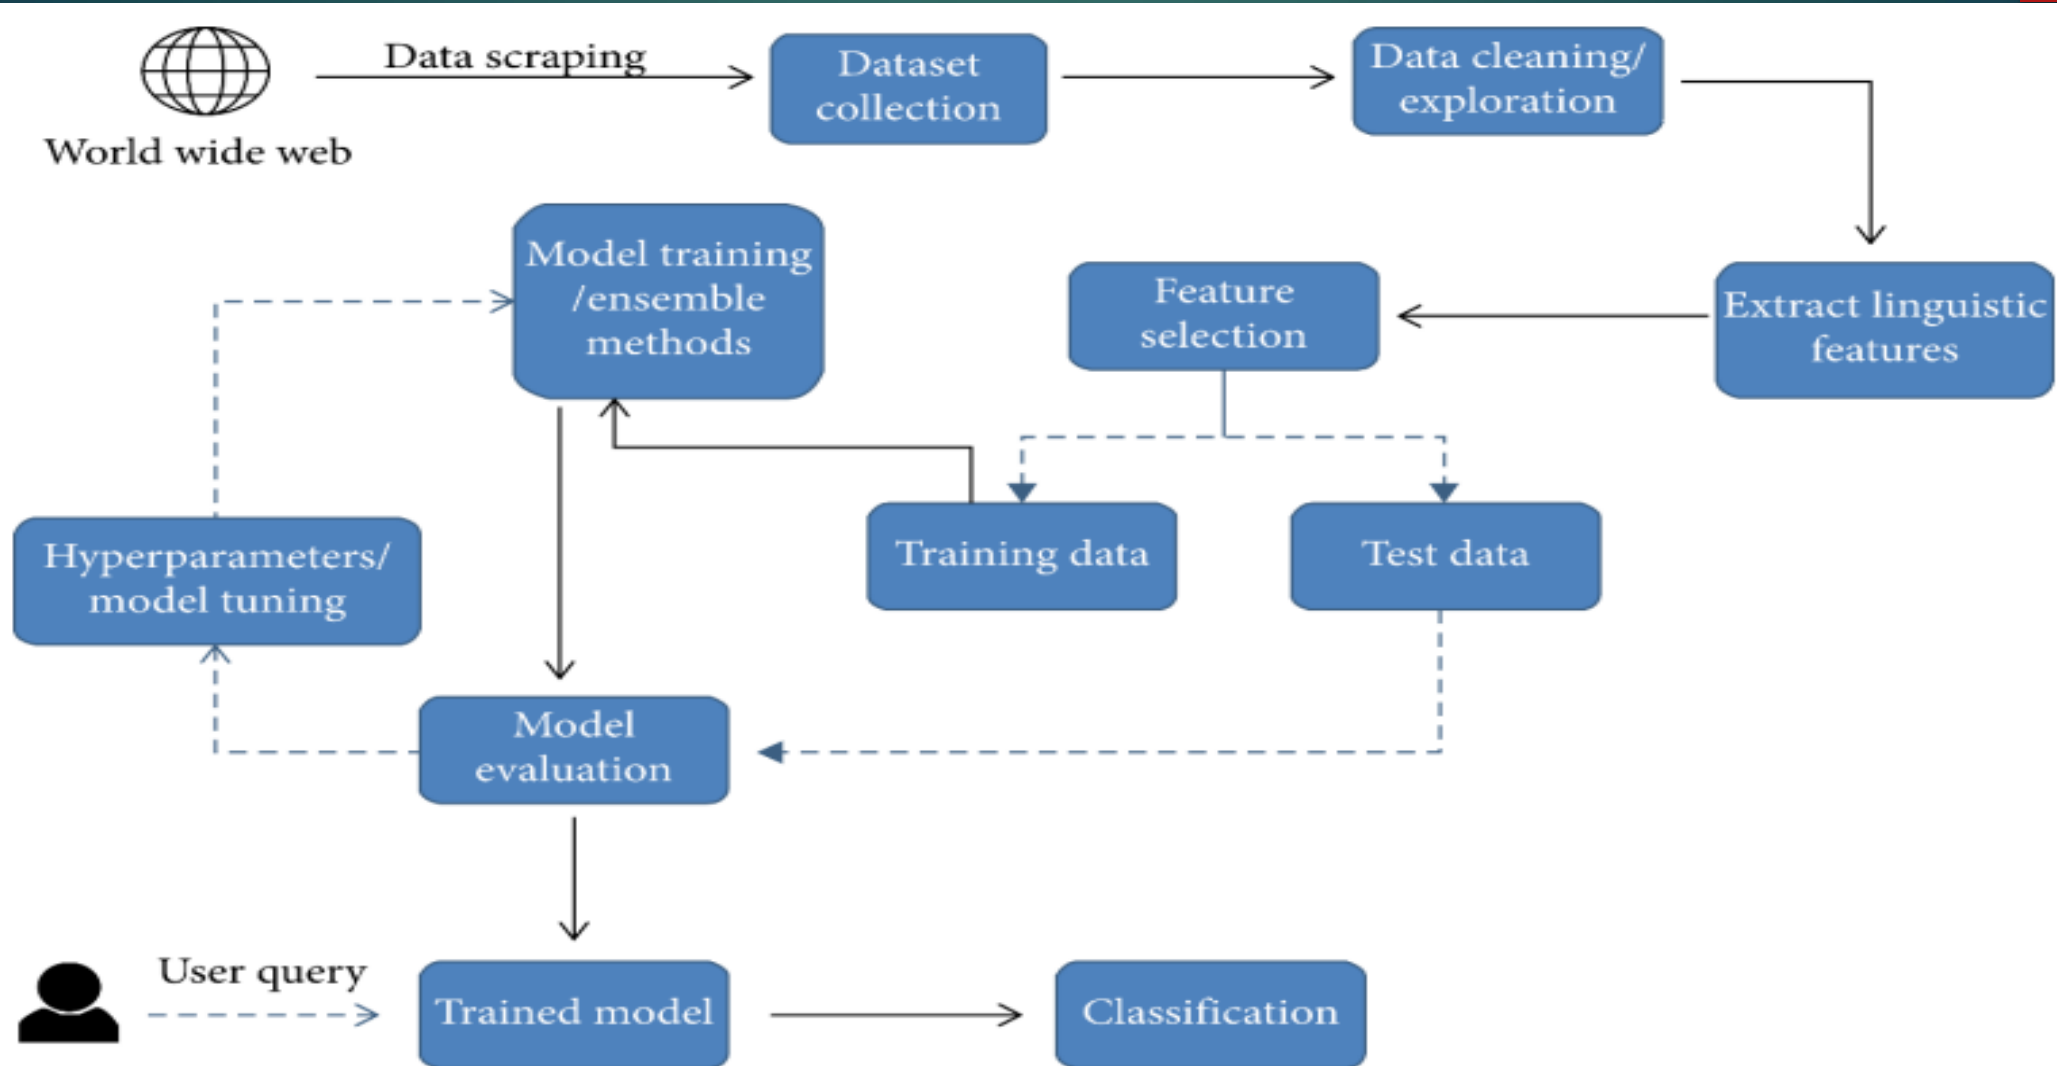 Data scraping
World wide web
Dataset
collection
Data cleaning/
exploration
Model training
/ensemble
methods
Feature
selection
Extract linguistic
features
Hyperparameters/
model tuning
Training data
Test data
Model
evaluation
User query
Trained model
Classification